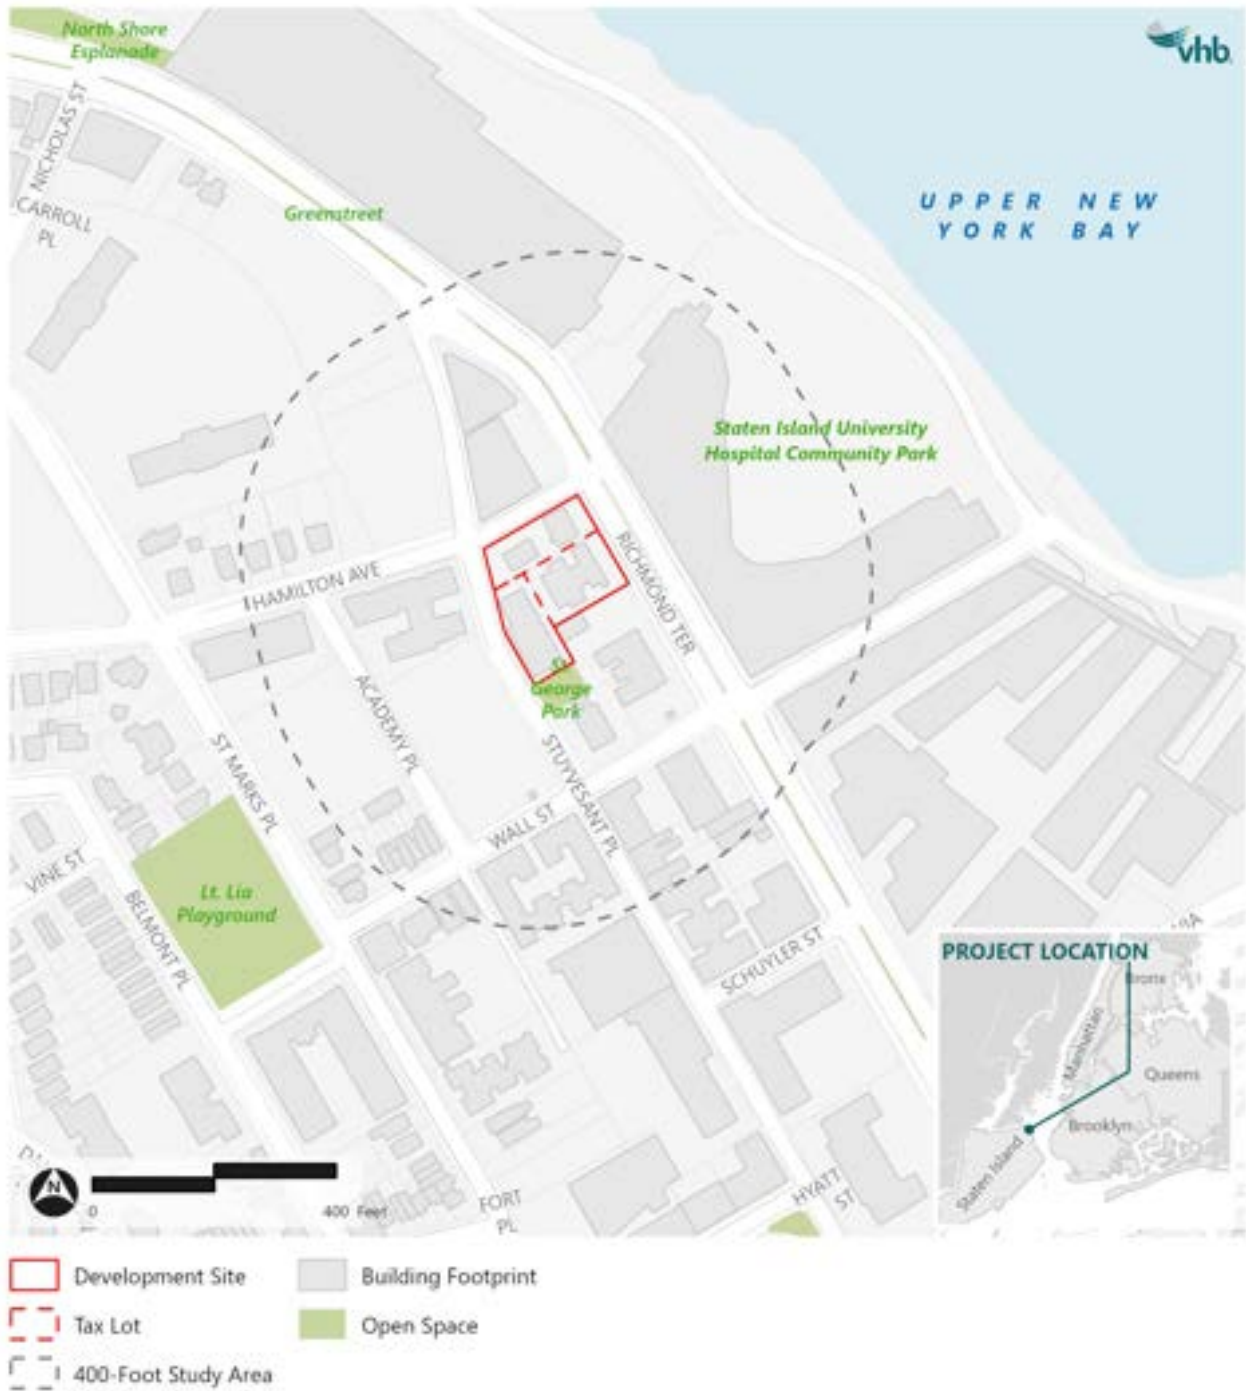 North Shore
Esplanade
vhb
NICHOLAS ST
CARROLL
PL
Greenstreet
UPPER NEW
YORK BAY
Staten Island University
Hospital Community Park
RICHMOND TER
HAMILTON AVE
St.
George
Park
ACADEMY PL
STUYVESANT PL
ST MARKS PL
WALL ST
VINE ST
Lt. Lia
Playground
BELMONT PL
SCHUYLER ST
PROJECT LOCATION
Bronx
Manhattan
Queens
Brooklyn
Staten Island
N
0
400 Feet
FORT
PL
HYATT
ST
Development Site
Building Footprint
Tax Lot
Open Space
400-Foot Study Area